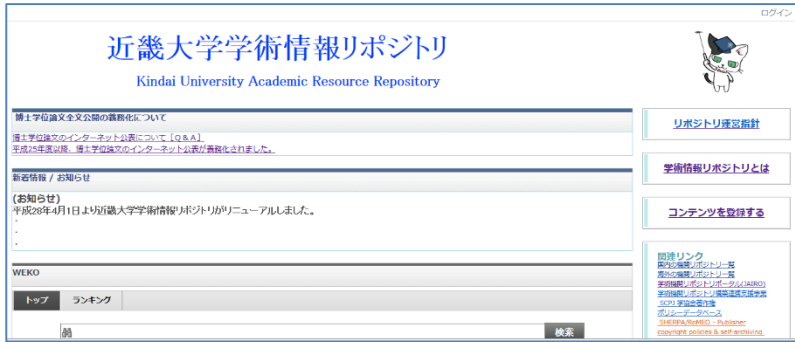 ログイン
近畿大学学術情報リポジトリ
Kindai University Academic Resource Repository
博士学位論文全文公開の義務化について
博士学位論文のインターネット公表について【Q＆A】
平成25年度以降、博士学位論文のインターネット公表が義務化されました。
新着情報 / お知らせ
(お知らせ)
平成28年4月1日より近畿大学学術情報リポジトリがリニューアルしました。
.
.
.
WEKO
トップ ランキング
検索
リポジトリ運営指針
学術情報リポジトリとは
コンテンツを登録する
関連リンク
国内の機関リポジトリ一覧
海外の機関リポジトリ一覧
学術機関リポジトリポータル(JAIRO)
学術機関リポジトリ構築連携支援事業
SCPJ 学協会著作権
ポリシーデータベース
SHERPA/RoMEO - Publisher
copyright policies & self-archiving